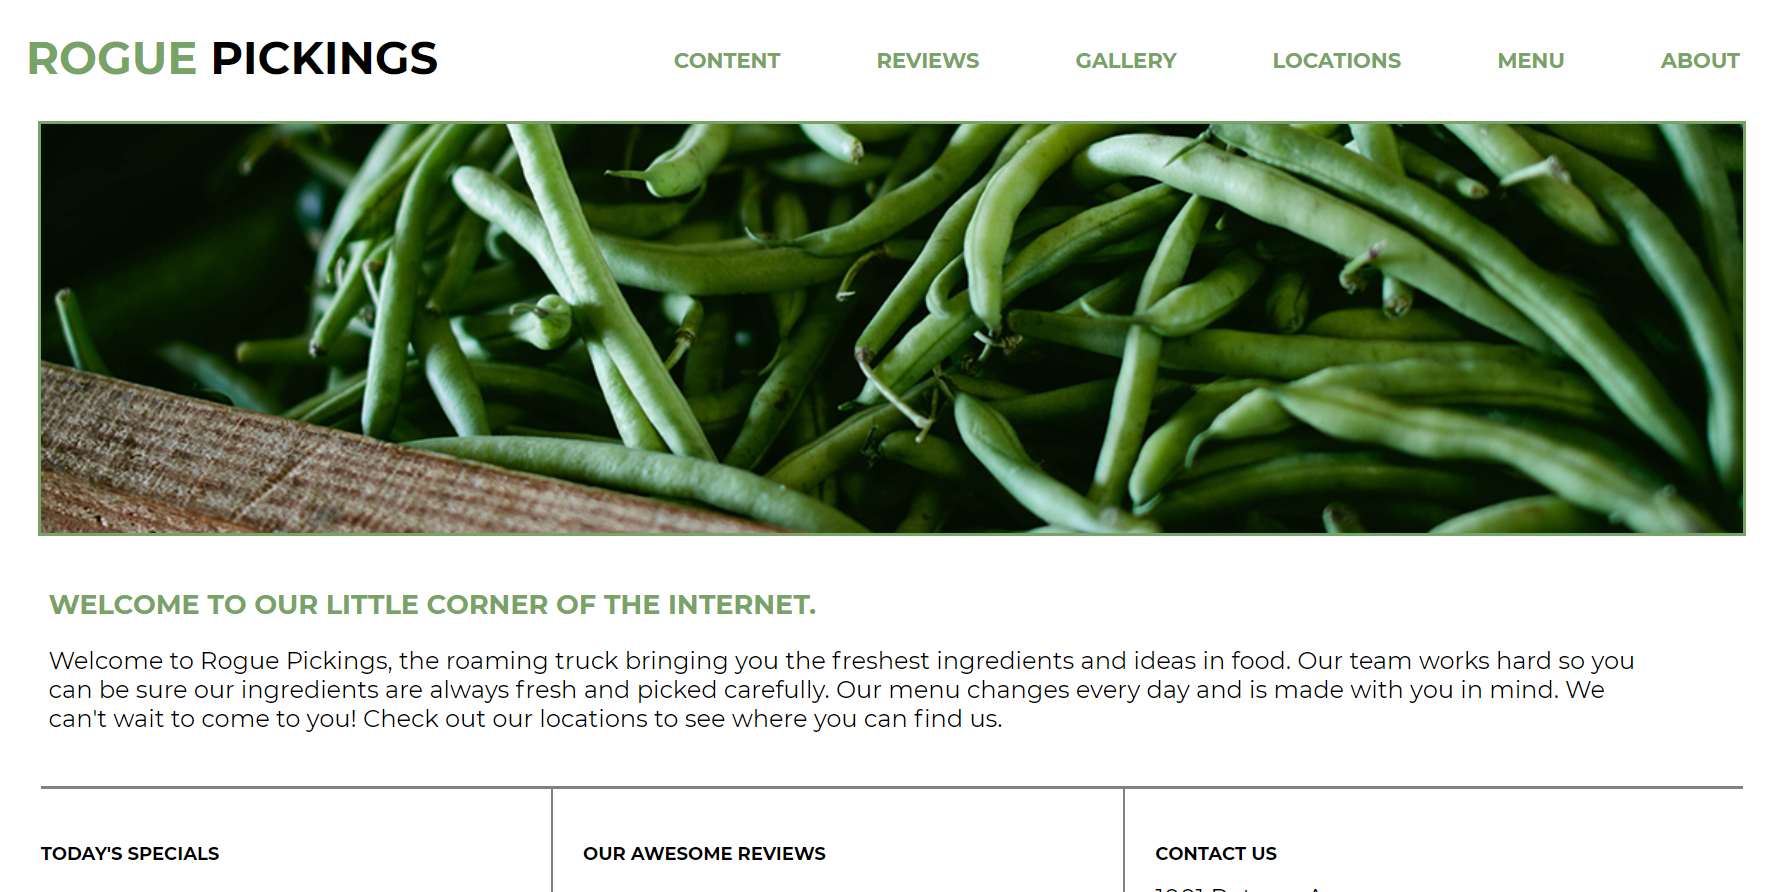 ROGUE PICKINGS
CONTENT REVIEWS GALLERY LOCATIONS MENU ABOUT
WELCOME TO OUR LITTLE CORNER OF THE INTERNET.
Welcome to Rogue Pickings, the roaming truck bringing you the freshest ingredients and ideas in food. Our team works hard so you
can be sure our ingredients are always fresh and picked carefully. Our menu changes every day and is made with you in mind. We
can't wait to come to you! Check out our locations to see where you can find us.
TODAY'S SPECIALS
OUR AWESOME REVIEWS
CONTACT US